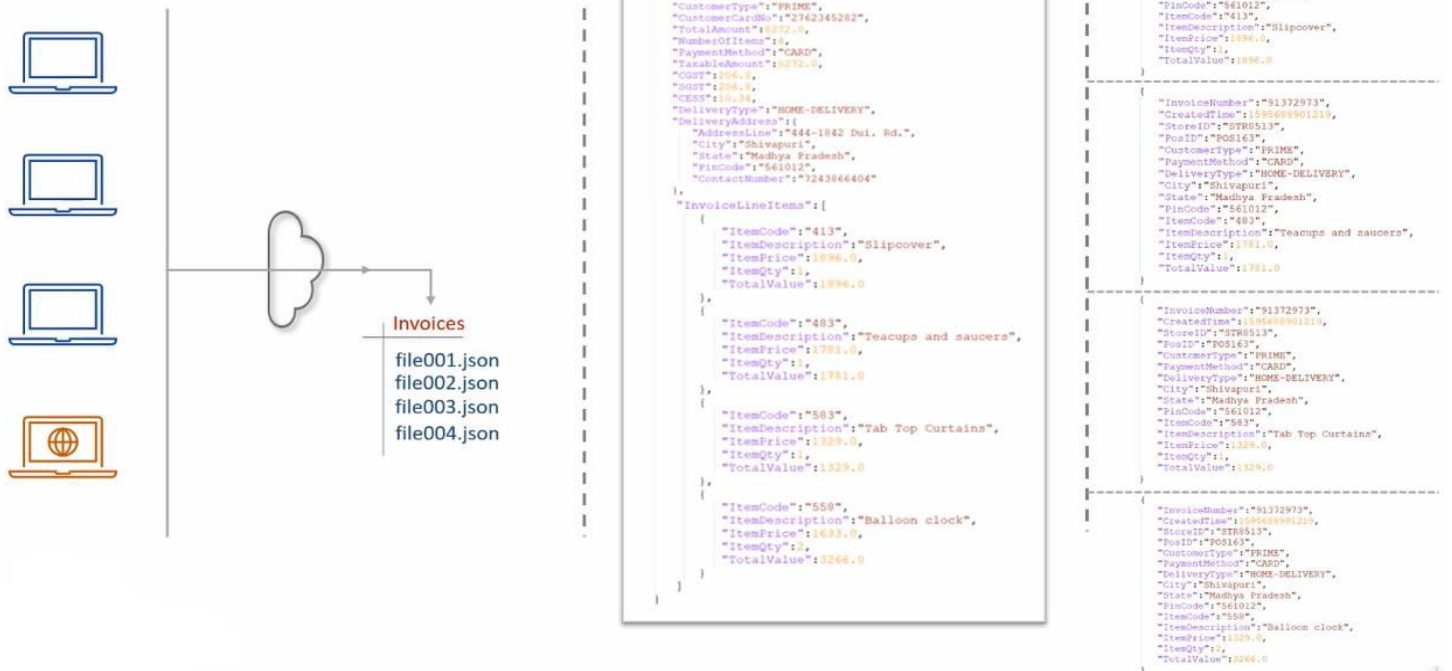 Invoices
file001.json
file002.json
file003.json
file004.json
"CustomerType":"PRIME",
"CustomerCardNo":"2762345282",
"TotalAmount":8272.0,
"NumberOfItems":4,
"PaymentMethod":"CARD",
"TaxableAmount":8272.0,
"CGST":206.8,
"SGST":206.8,
"CESS":10.34,
"DeliveryType":"HOME-DELIVERY",
"DeliveryAddress":{
"AddressLine":"444-1842 Dui. Rd.",
"City":"Shivapuri",
"State":"Madhya Pradesh",
"PinCode":"561012",
"ContactNumber":"7243866404"
},
"InvoiceLineItems":[
{
"ItemCode":"413",
"ItemDescription":"Slipcover",
"ItemPrice":1896.0,
"ItemQty":1,
"TotalValue":1896.0
},
{
"ItemCode":"483",
"ItemDescription":"Teacups and saucers",
"ItemPrice":1781.0,
"ItemQty":1,
"TotalValue":1781.0
},
{
"ItemCode":"583",
"ItemDescription":"Tab Top Curtains",
"ItemPrice":1329.0,
"ItemQty":1,
"TotalValue":1329.0
},
{
"ItemCode":"558",
"ItemDescription":"Balloon clock",
"ItemPrice":1633.0,
"ItemQty":2,
"TotalValue":3266.0
}
]
}
"PinCode":"561012",
"ItemCode":"413",
"ItemDescription":"Slipcover",
"ItemPrice":1896.0,
"ItemQty":1,
"TotalValue":1896.0
}
{
"InvoiceNumber":"91372973",
"CreatedTime":1595688901219,
"StoreID":"STR8513",
"PosID":"POS163",
"CustomerType":"PRIME",
"PaymentMethod":"CARD",
"DeliveryType":"HOME-DELIVERY",
"City":"Shivapuri",
"State":"Madhya Pradesh",
"PinCode":"561012",
"ItemCode":"483",
"ItemDescription":"Teacups and saucers",
"ItemPrice":1781.0,
"ItemQty":1,
"TotalValue":1781.0
}
{
"InvoiceNumber":"91372973",
"CreatedTime":1595688901219,
"StoreID":"STR8513",
"PosID":"POS163",
"CustomerType":"PRIME",
"PaymentMethod":"CARD",
"DeliveryType":"HOME-DELIVERY",
"City":"Shivapuri",
"State":"Madhya Pradesh",
"PinCode":"561012",
"ItemCode":"583",
"ItemDescription":"Tab Top Curtains",
"ItemPrice":1329.0,
"ItemQty":1,
"TotalValue":1329.0
}
{
"InvoiceNumber":"91372973",
"CreatedTime":1595688901219,
"StoreID":"STR8513",
"PosID":"POS163",
"CustomerType":"PRIME",
"PaymentMethod":"CARD",
"DeliveryType":"HOME-DELIVERY",
"City":"Shivapuri",
"State":"Madhya Pradesh",
"PinCode":"561012",
"ItemCode":"558",
"ItemDescription":"Balloon clock",
"ItemPrice":1329.0,
"ItemQty":2,
"TotalValue":3266.0